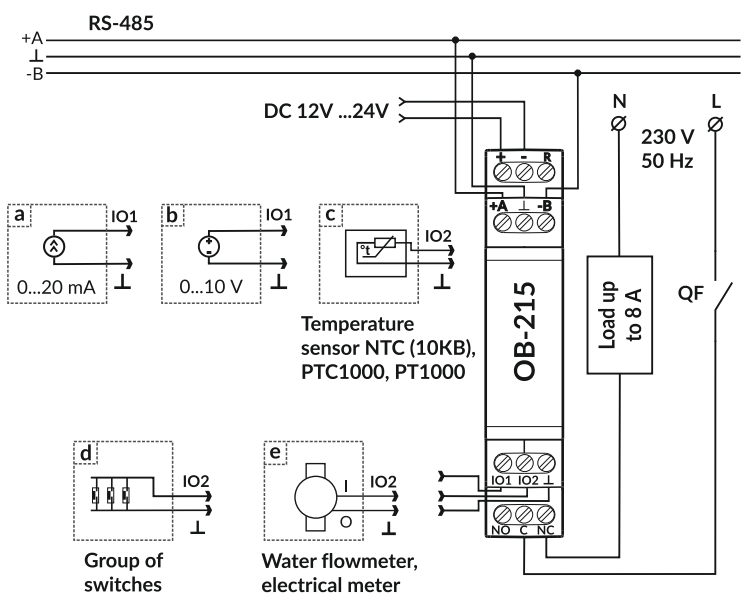 RS-485
+A
⊥
-B
DC 12V ...24V
N
L
230 V
50 Hz
+ - R
+A ⊥ -B
a
IO1
0...20 mA
⊥
b
IO1
+
-
0...10 V
⊥
c
°t
IO2
⊥
Temperature
sensor NTC (10KB),
PTC1000, PT1000
OB-215
Load up
to 8 A
QF
d
IO2
⊥
Group of
switches
e
I
O
IO2
⊥
Water flowmeter,
electrical meter
IO1 IO2 ⊥
NO C NC